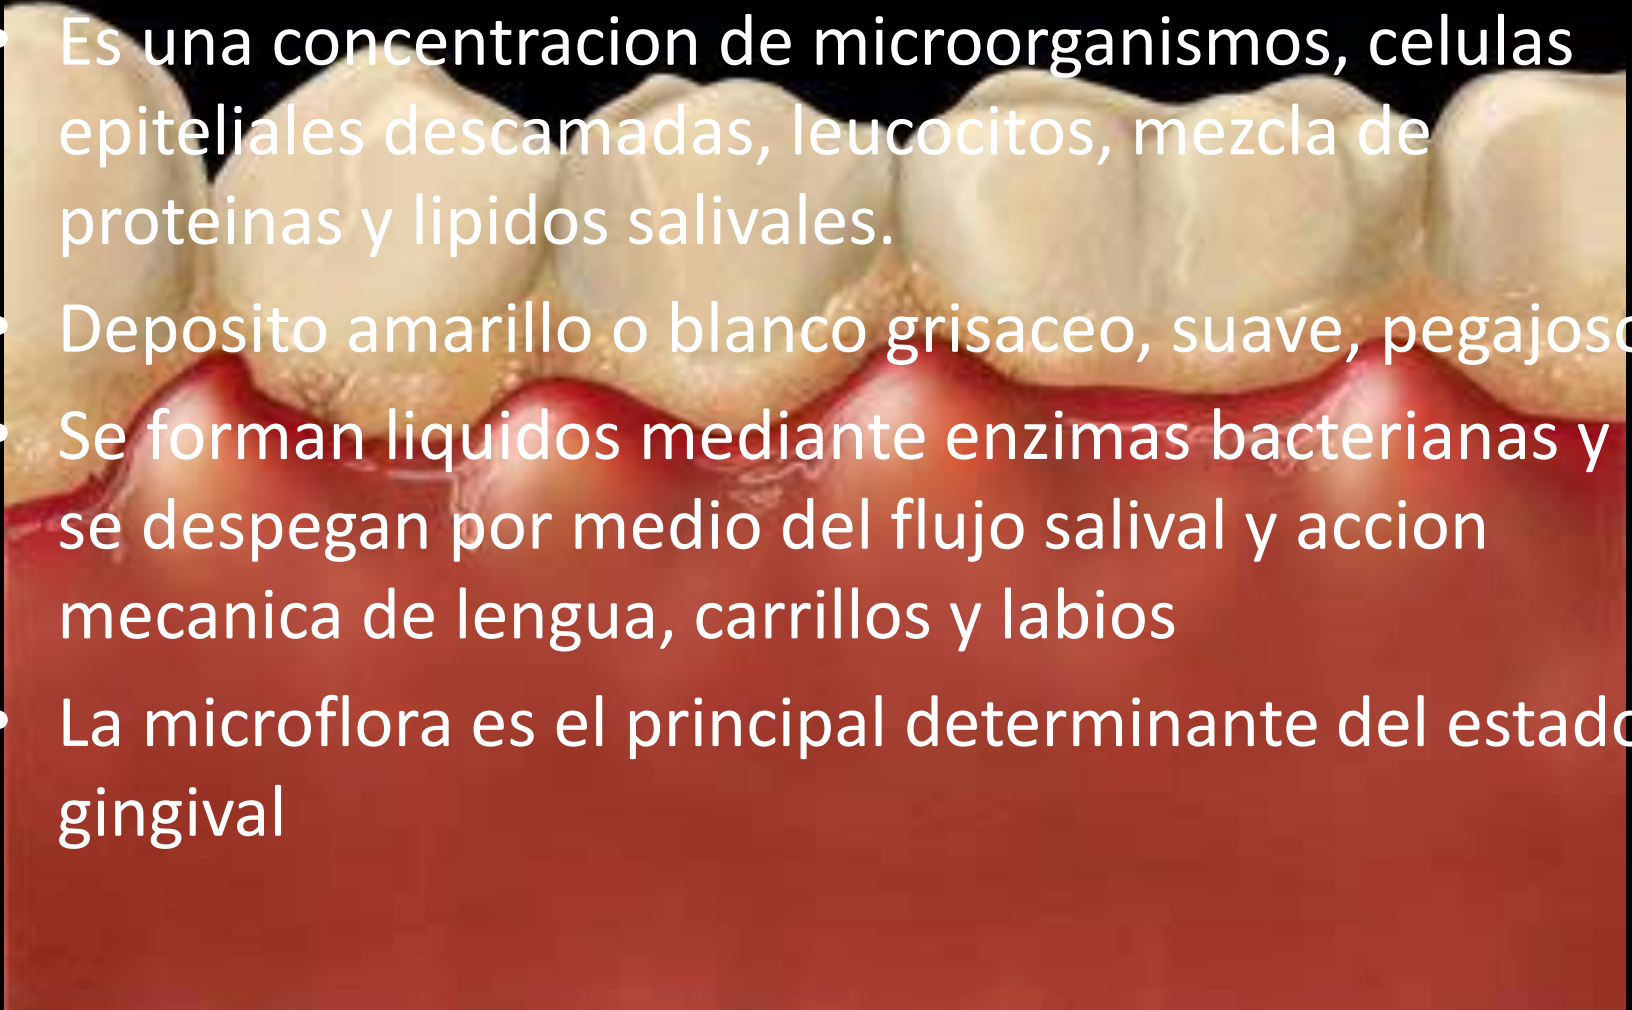 • Es una concentracion de microorganismos, celulas
epiteliales descamadas, leucocitos, mezcla de
proteinas y lipidos salivales.
• Deposito amarillo o blanco grisaceo, suave, pegajoso
• Se forman liquidos mediante enzimas bacterianas y
se despegan por medio del flujo salival y accion
mecanica de lengua, carrillos y labios
• La microflora es el principal determinante del estado
gingival